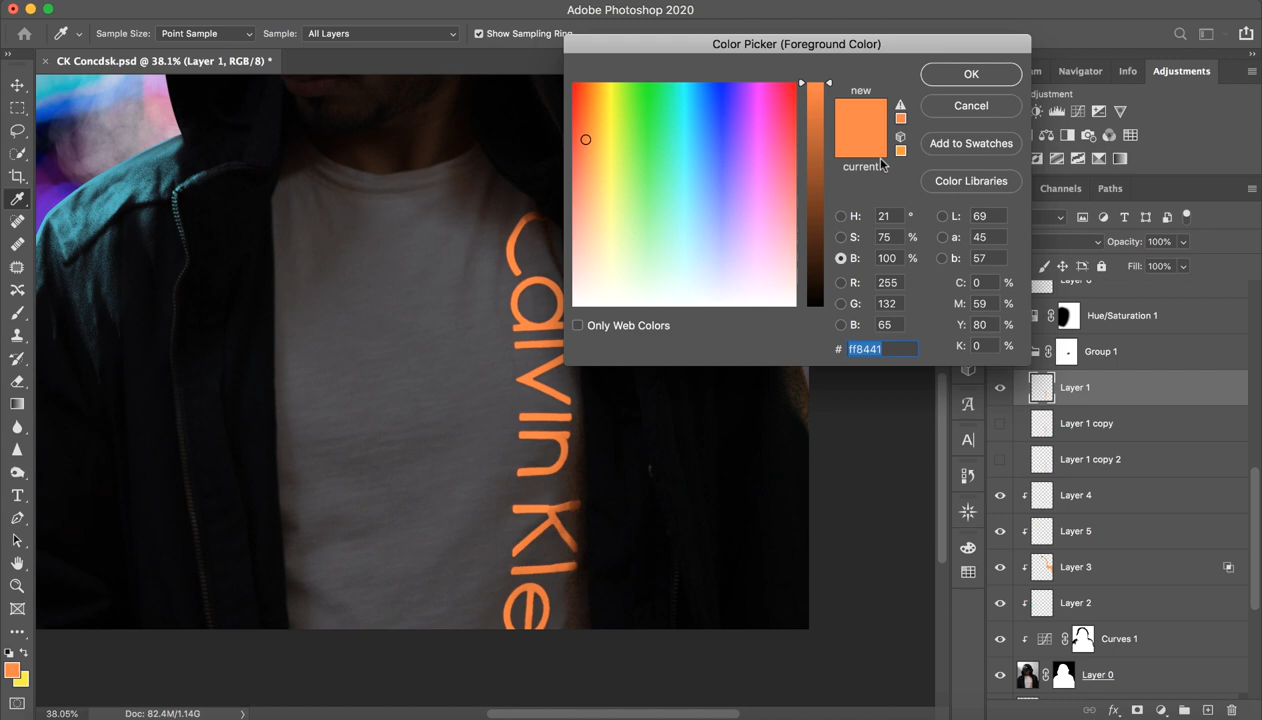 Adobe Photoshop 2020
Sample Size: Point Sample Sample: All Layers Show Sampling Ring
CK Concdsk.psd @ 38.1% (Layer 1, RGB/8) *
Color Picker (Foreground Color)
new
current
OK
Cancel
Add to Swatches
Color Libraries
H: 21 °
S: 75 %
B: 100 %
R: 255
G: 132
B: 65
# ff8441
L: 69
a: 45
b: 57
C: 0 %
M: 59 %
Y: 80 %
K: 0 %
Only Web Colors
Navigator Info Adjustments
Channels Paths
Opacity: 100%
Fill: 100%
Hue/Saturation 1
Group 1
Layer 1
Layer 1 copy
Layer 1 copy 2
Layer 4
Layer 5
Layer 3
Layer 2
Curves 1
Layer 0
Calvin Kle
38.05% Doc: 82.4M/1.14G